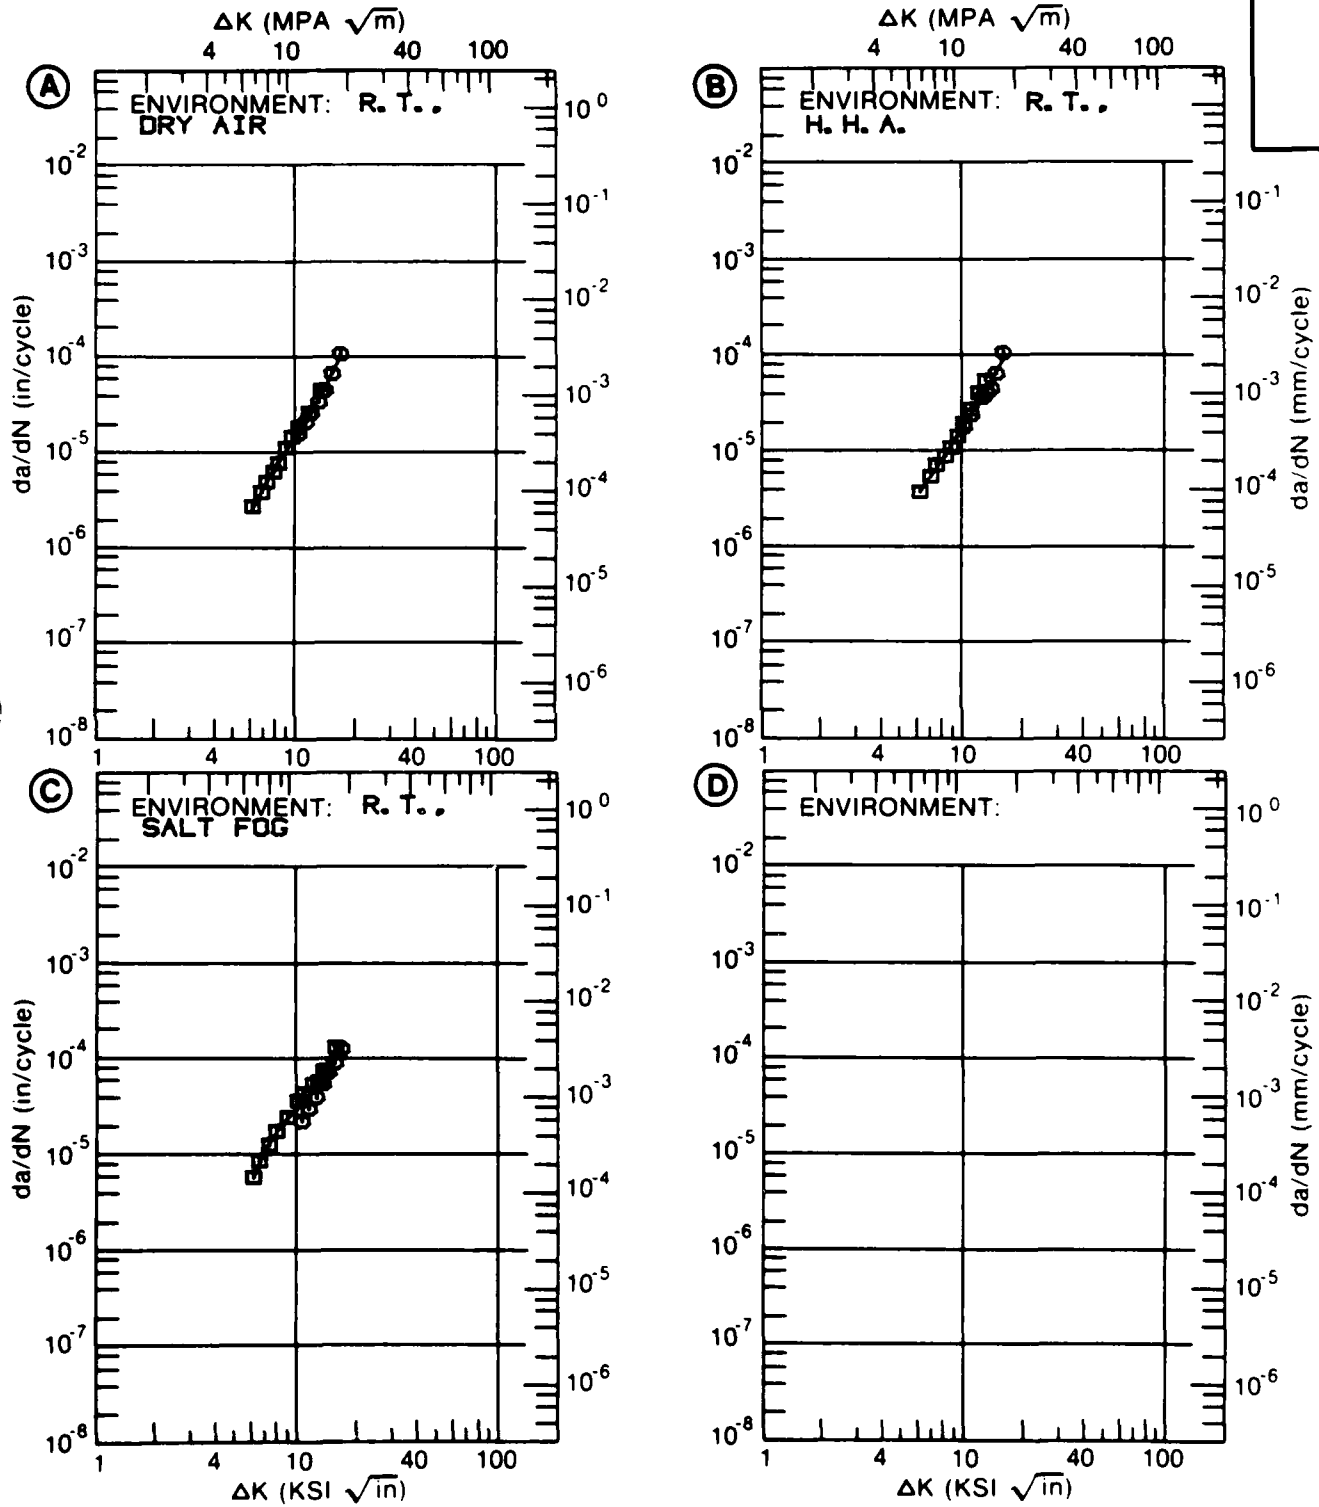 ΔK (MPA √m)
4 10 40 100
A
ENVIRONMENT: R. T.,
DRY AIR
10^0
10^-2
10^-1
10^-3
10^-2
10^-4
10^-3
10^-5
10^-4
10^-6
10^-5
10^-7
10^-6
10^-8
1 4 10 40 100
da/dN (in/cycle)
ΔK (MPA √m)
4 10 40 100
B
ENVIRONMENT: R. T.,
H. H. A.
10^-2
10^-1
10^-3
10^-2
10^-4
10^-3
10^-5
10^-4
10^-6
10^-5
10^-7
10^-6
10^-8
1 4 10 40 100
da/dN (mm/cycle)
C
ENVIRONMENT: R. T.,
SALT FOG
10^0
10^-2
10^-1
10^-3
10^-2
10^-4
10^-3
10^-5
10^-4
10^-6
10^-5
10^-7
10^-6
10^-8
1 4 10 40 100
da/dN (in/cycle)
ΔK (KSI √in)
D
ENVIRONMENT:
10^0
10^-2
10^-1
10^-3
10^-2
10^-4
10^-3
10^-5
10^-4
10^-6
10^-5
10^-7
10^-6
10^-8
1 4 10 40 100
da/dN (mm/cycle)
ΔK (KSI √in)